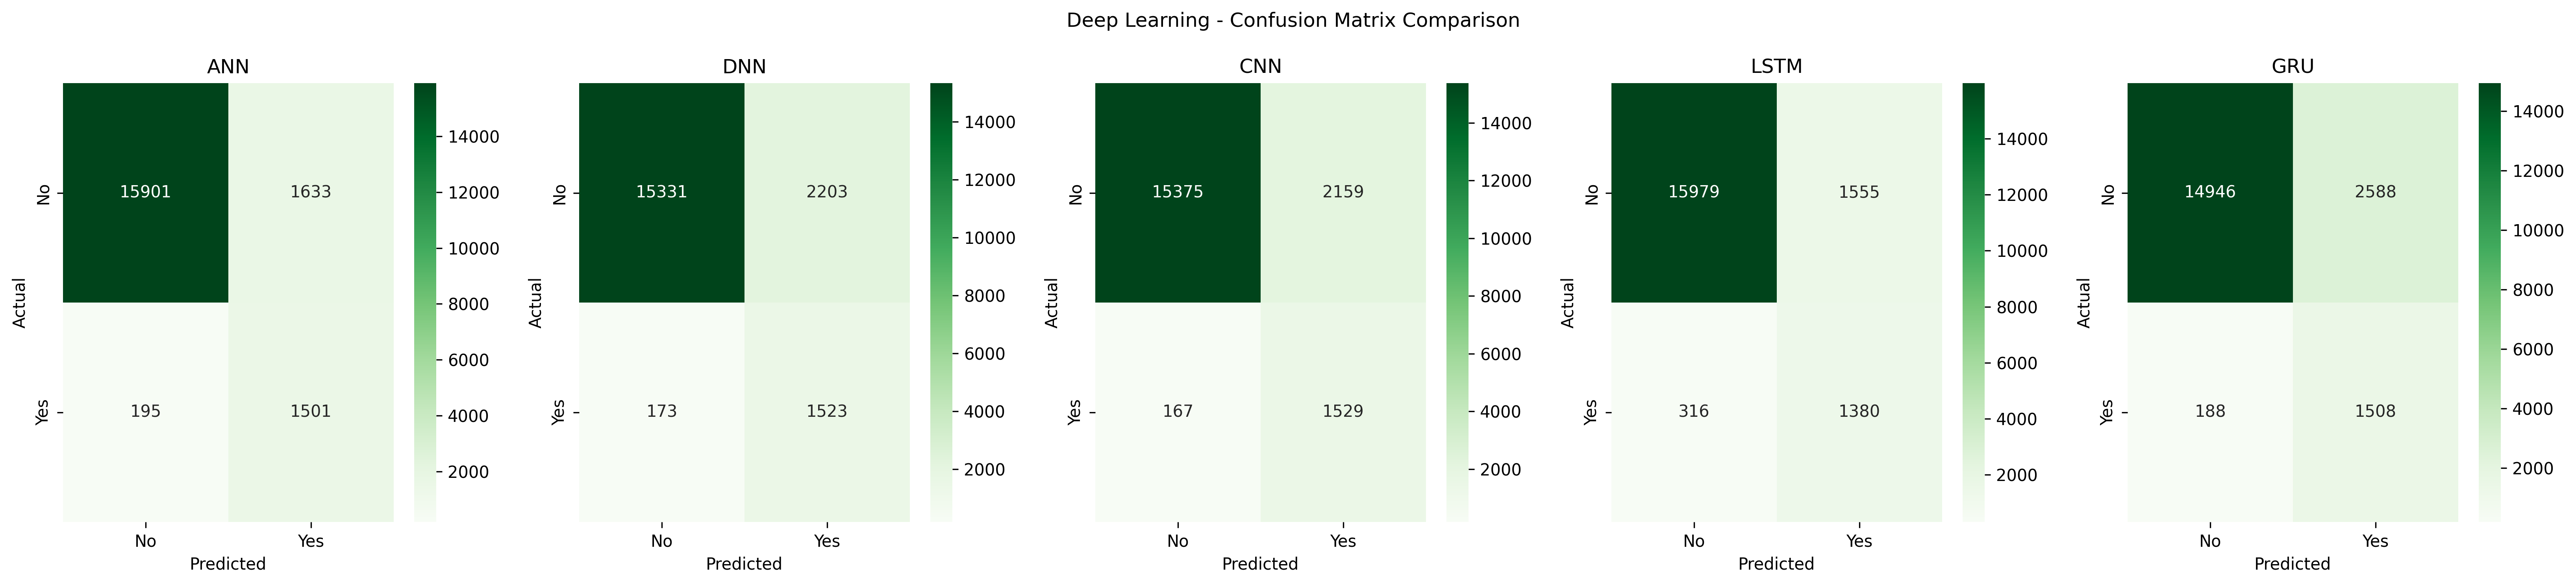 Deep Learning - Confusion Matrix Comparison
ANN
No
Yes
Actual
15901
1633
195
1501
No
Yes
Predicted
14000
12000
10000
8000
6000
4000
2000
DNN
No
Yes
Actual
15331
2203
173
1523
No
Yes
Predicted
14000
12000
10000
8000
6000
4000
2000
CNN
No
Yes
Actual
15375
2159
167
1529
No
Yes
Predicted
14000
12000
10000
8000
6000
4000
2000
LSTM
No
Yes
Actual
15979
1555
316
1380
No
Yes
Predicted
14000
12000
10000
8000
6000
4000
2000
GRU
No
Yes
Actual
14946
2588
188
1508
No
Yes
Predicted
14000
12000
10000
8000
6000
4000
2000